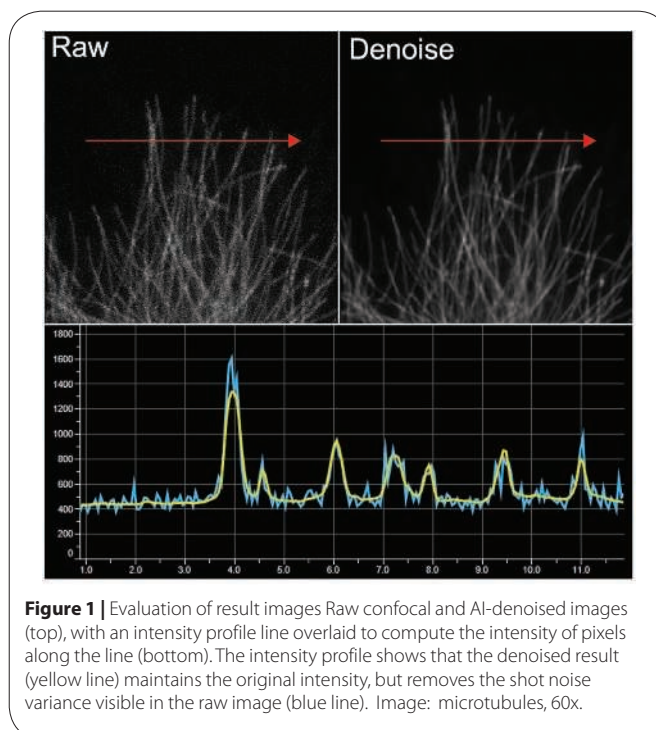 Raw
Denoise
1800
1600
1400
1200
1000
800
600
400
200
0
1.0 2.0 3.0 4.0 5.0 6.0 7.0 8.0 9.0 10.0 11.0
Figure 1 | Evaluation of result images Raw confocal and AI-denoised images
(top), with an intensity profile line overlaid to compute the intensity of pixels
along the line (bottom). The intensity profile shows that the denoised result
(yellow line) maintains the original intensity, but removes the shot noise
variance visible in the raw image (blue line). Image: microtubules, 60x.